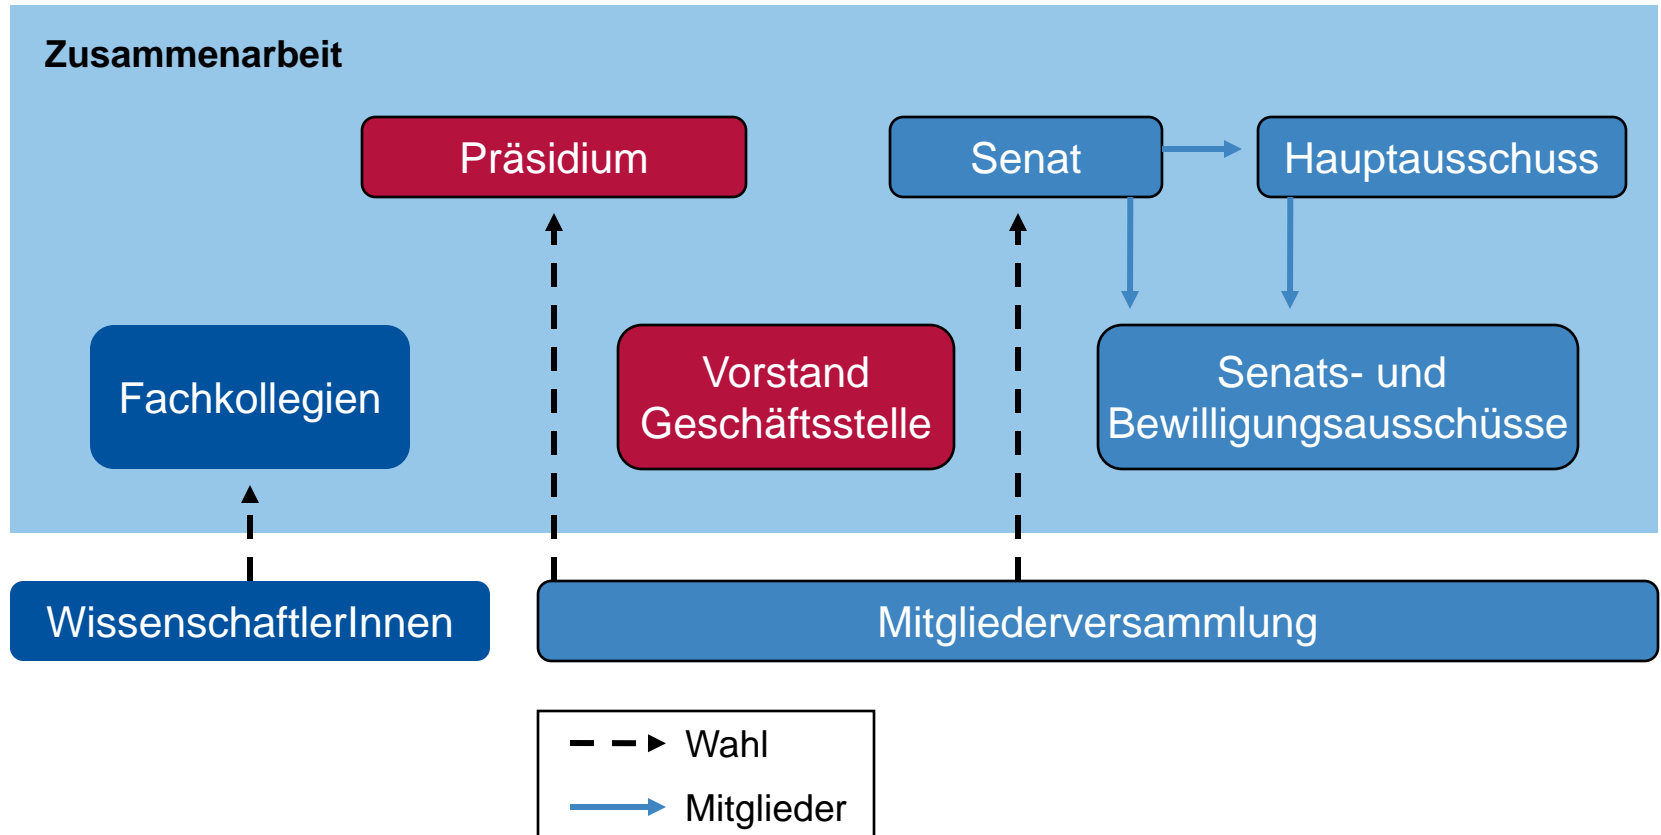 Zusammenarbeit
Präsidium
Senat
Hauptausschuss
Fachkollegien
Vorstand
Geschäftsstelle
Senats- und
Bewilligungsausschüsse
WissenschaftlerInnen
Mitgliederversammlung
Wahl
Mitglieder